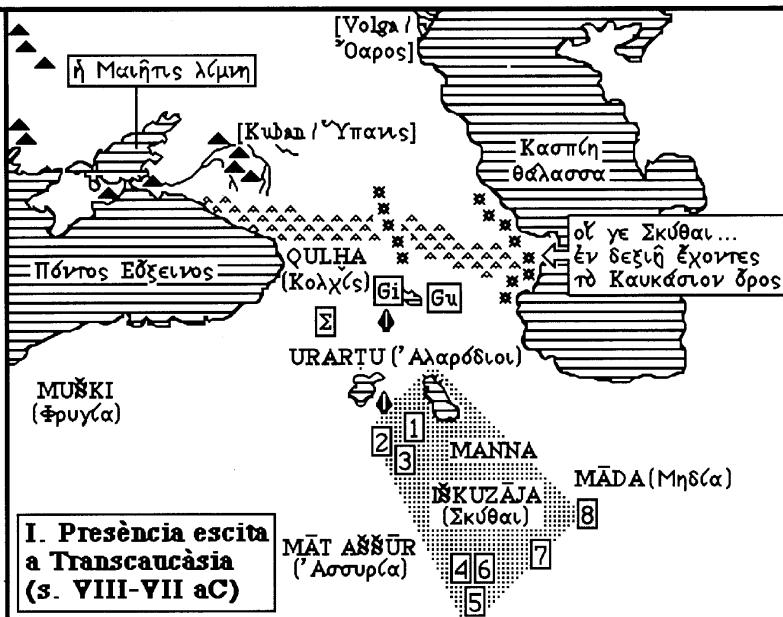 [Volga /
Ὄαρος]
ἡ Μαιῆτις λίμνη
[Kuban / Ὕπανις]
Κασπίη
θάλασσα
οἵ γε Σκύθαι...
ἐν δεξιῇ ἔχοντες
τὸ Καυκάσιον ὄρος
Πόντος Εὔξεινος
QULHA
(Κολχίς)
Gi
Gu
Σ
URARṬU (Ἀλαρόδιοι)
MUŠKI
(Φρυγία)
1
2
3
MANNA
MĀDA (Μηδία)
IŠKUZĀJA
(Σκύθαι)
8
MĀT AŠŠŪR
(Ἀσσυρία)
7
4
6
5
I. Presència escita
a Transcaucàsia
(s. VIII-VII aC)